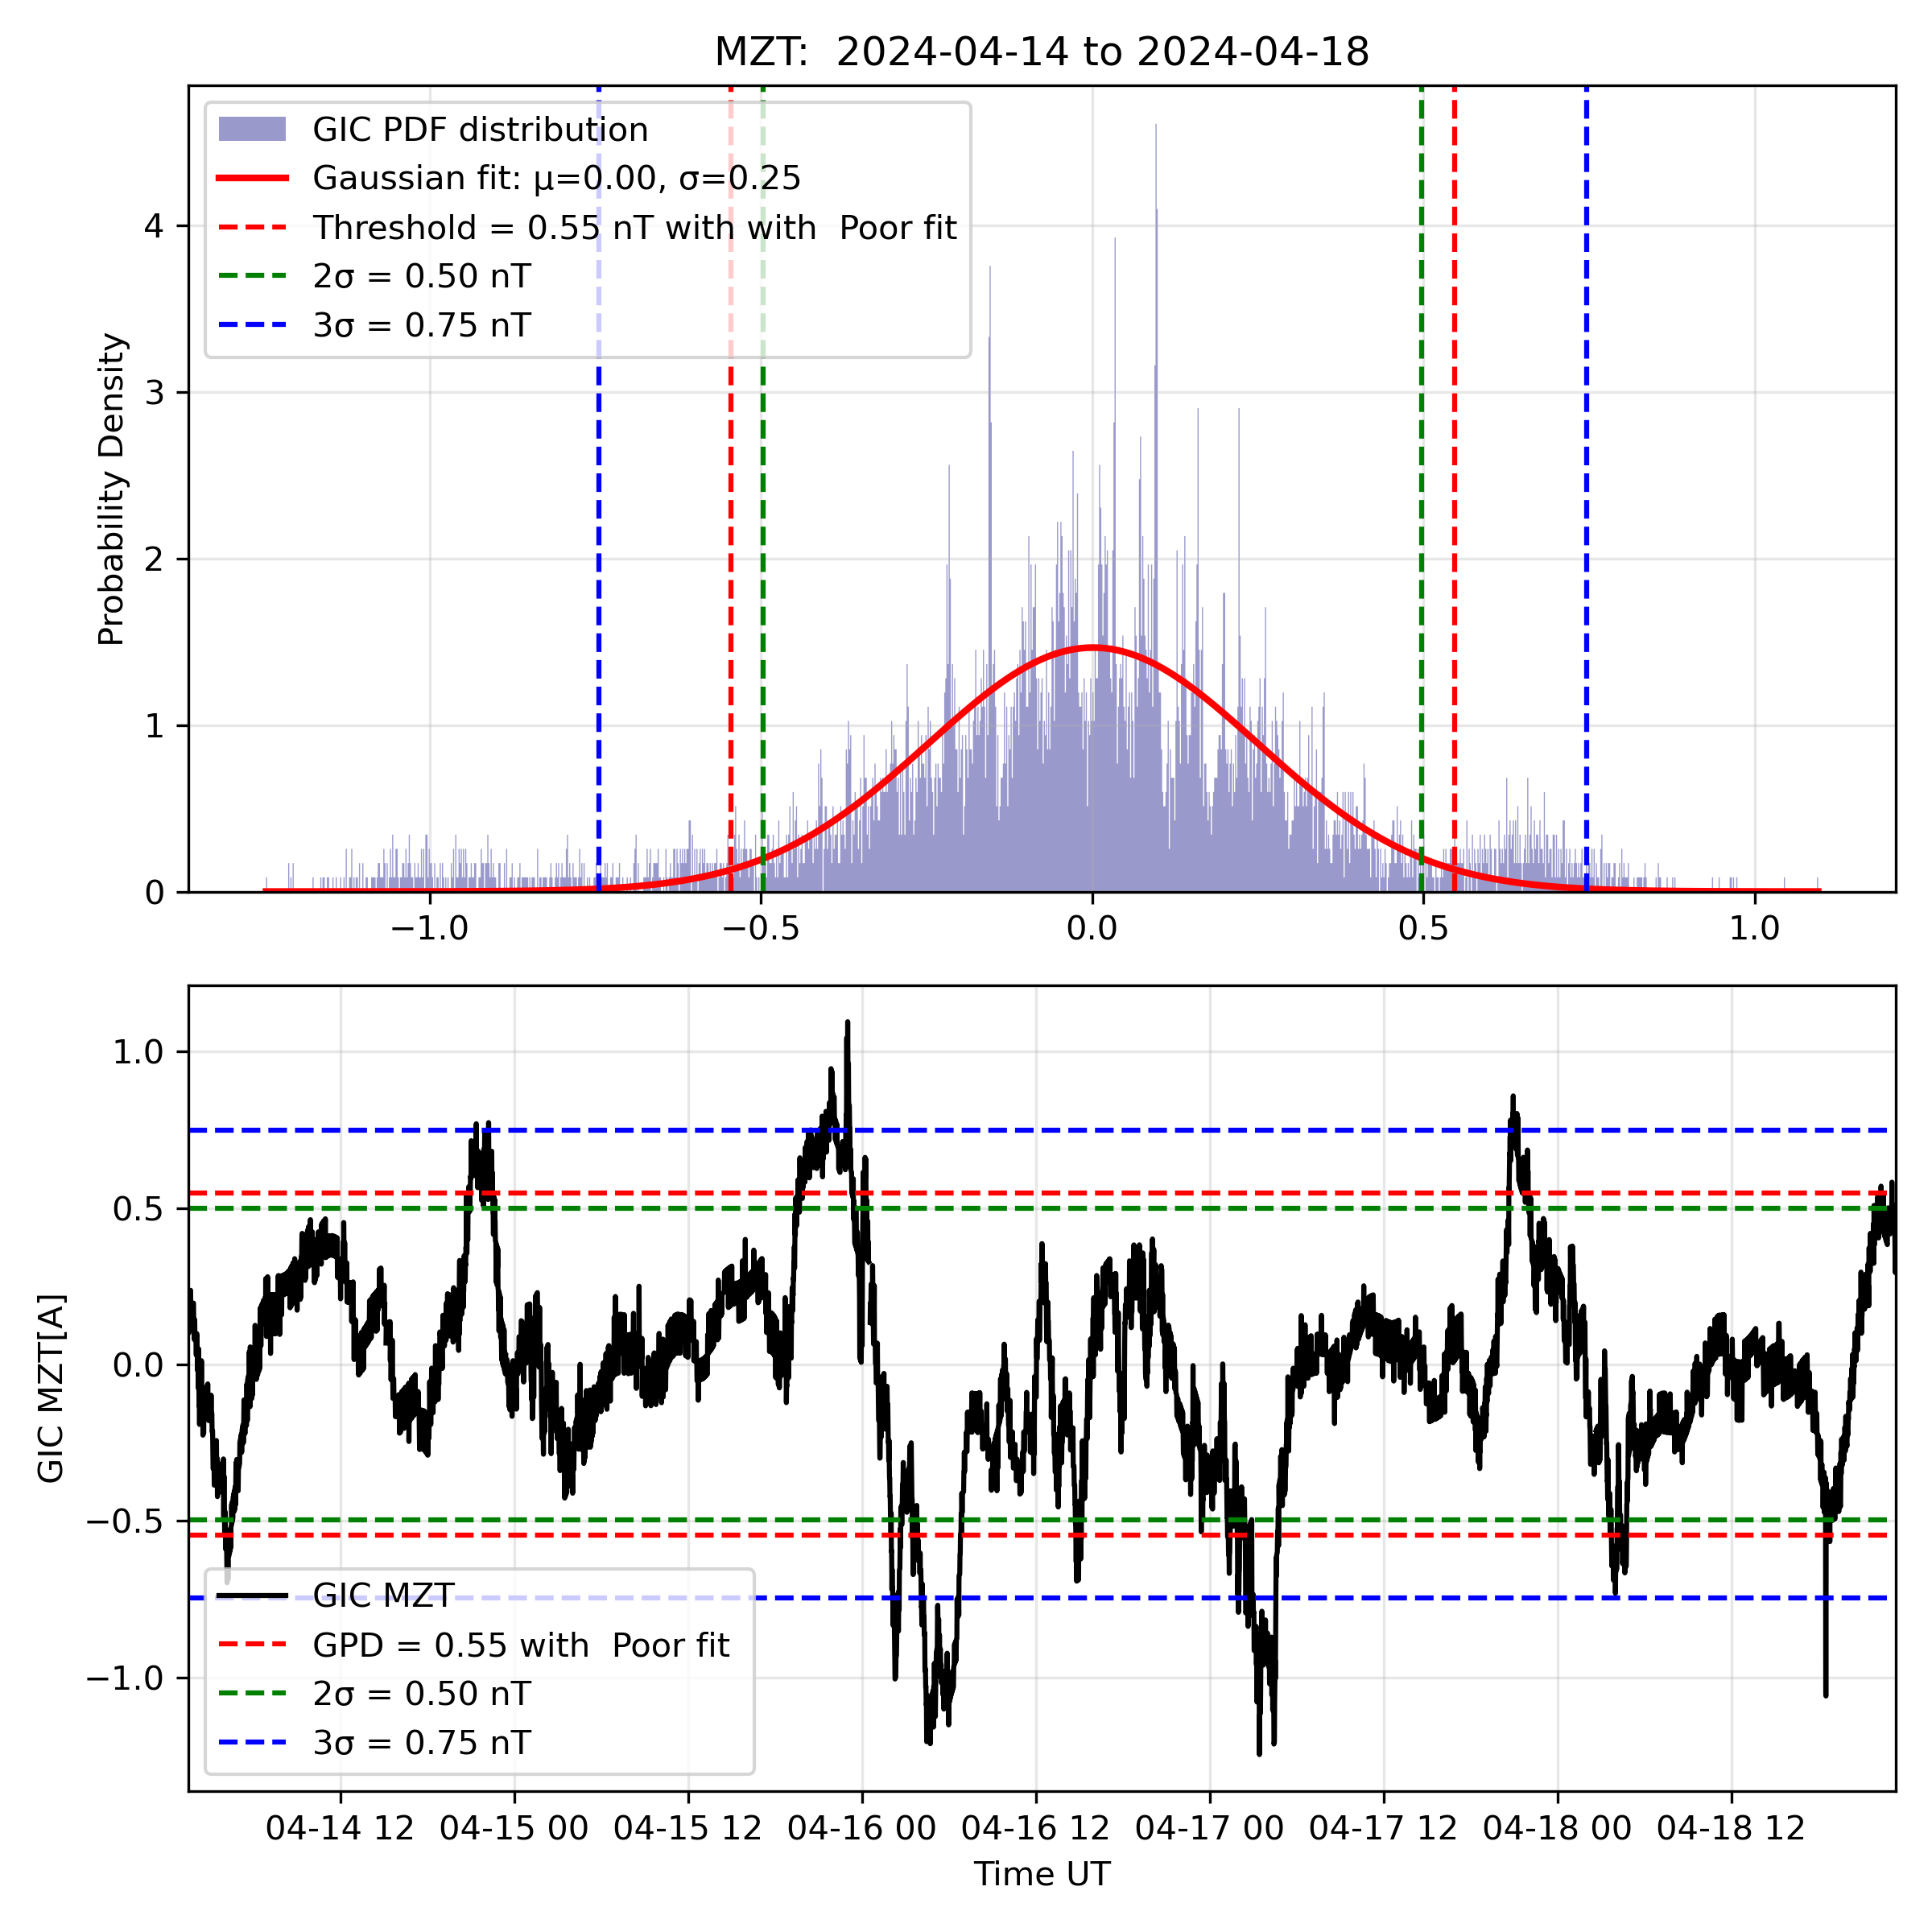 MZT:  2024-04-14 to 2024-04-18
GIC PDF distribution
Gaussian fit: μ=0.00, σ=0.25
Threshold = 0.55 nT with with  Poor fit
2σ = 0.50 nT
3σ = 0.75 nT
Probability Density
4
3
2
1
0
−1.0
−0.5
0.0
0.5
1.0
1.0
0.5
0.0
−0.5
−1.0
GIC MZT[A]
GIC MZT
GPD = 0.55 with  Poor fit
2σ = 0.50 nT
3σ = 0.75 nT
04-14 12
04-15 00
04-15 12
04-16 00
04-16 12
04-17 00
04-17 12
04-18 00
04-18 12
Time UT